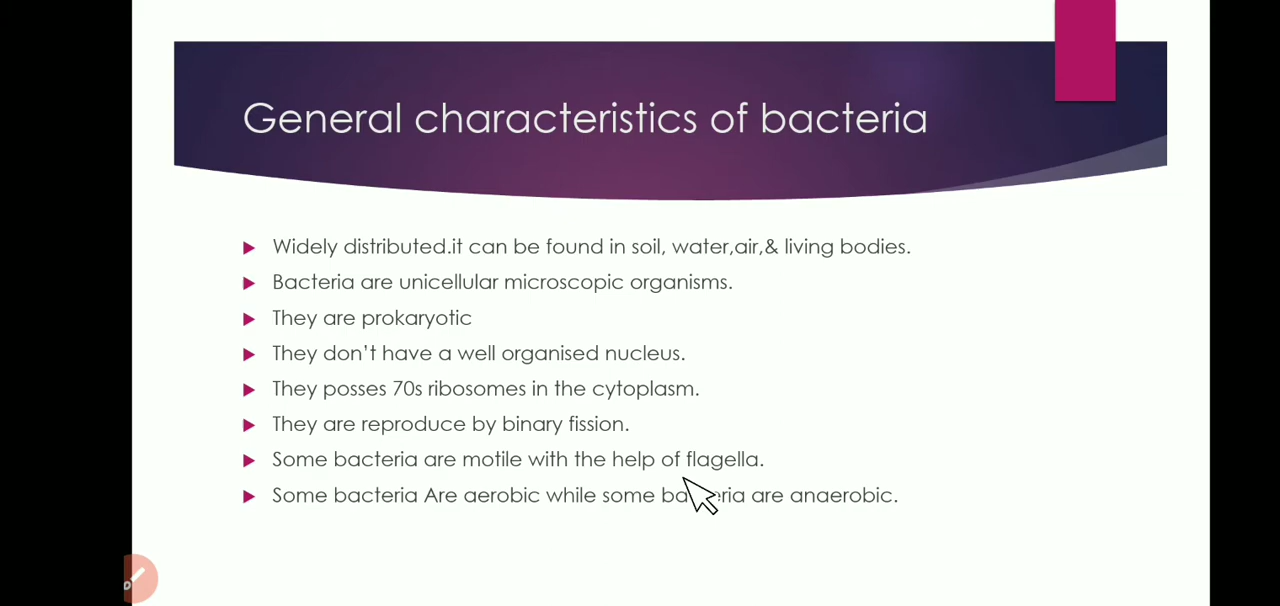 General characteristics of bacteria
Widely distributed.it can be found in soil, water,air,& living bodies.
Bacteria are unicellular microscopic organisms.
They are prokaryotic
They don't have a well organised nucleus.
They posses 70s ribosomes in the cytoplasm.
They are reproduce by binary fission.
Some bacteria are motile with the help of flagella.
Some bacteria Are aerobic while some bacteria are anaerobic.